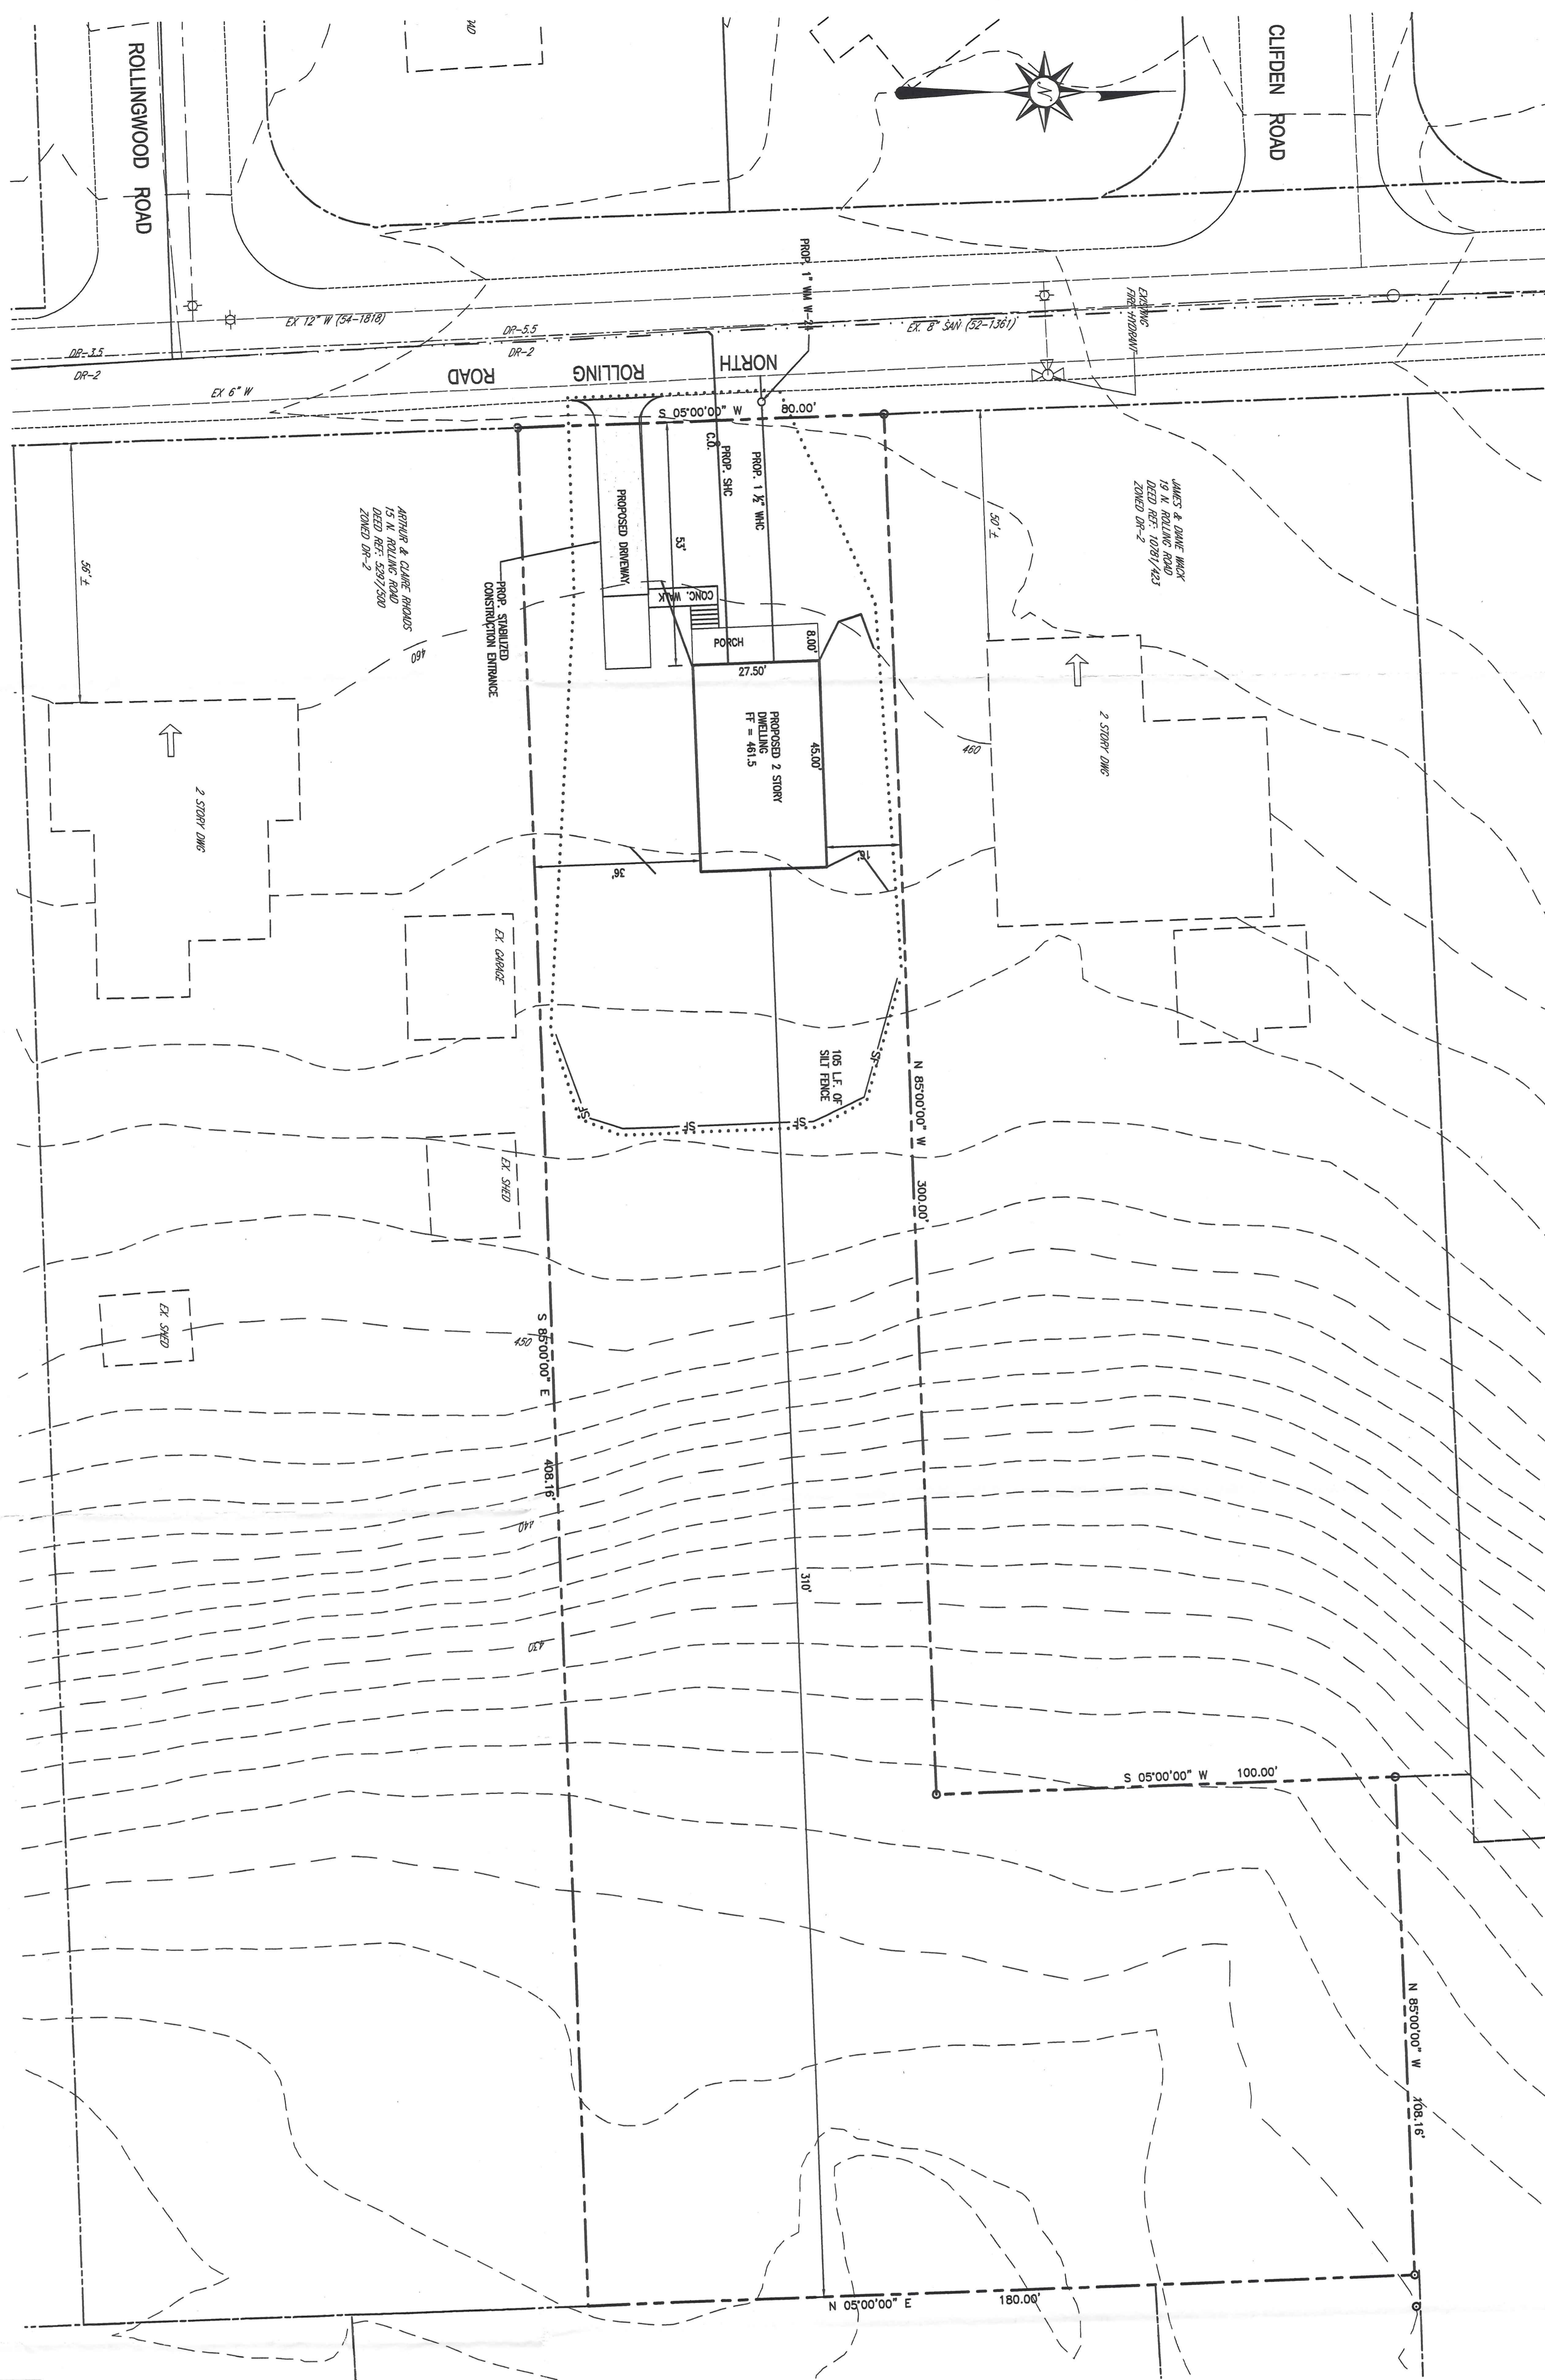 ROLLINGWOOD ROAD
CLIFDEN ROAD
N
EX 12" W (54-1818)
DR-5.5
DR-2
EX. 8" SAN (52-1361)
EXISTING
FIRE HYDRANT
DR-3.5
DR-2
EX 6" W
NORTH ROLLING ROAD
S 05°00'00" W 80.00'
C.O.
PROP. SHC
PROP. 1 ½" WHC
PROPOSED DRIVEWAY
53'
CONC. WALK
PROP. STABILIZED
CONSTRUCTION ENTRANCE
PORCH
8.00'
27.50'
PROPOSED 2 STORY
DWELLING
FF = 461.5
45.00'
16'
36'
ARTHUR & CLAIRE RHOADS
15 N. ROLLING ROAD
DEED REF: 5297/500
ZONED DR-2
56' ±
460
2 STORY DWG
JAMES & DIANE WACK
19 N. ROLLING ROAD
DEED REF: 10781/423
ZONED DR-2
50' ±
460
2 STORY DWG
EX. GARAGE
105 L.F. OF
SILT FENCE
SF
SF
SF
SF
N 85°00'00" W 300.00'
EX. SHED
EX. SHED
450
S 85°00'00" E 408.16'
440
310'
430
S 05°00'00" W 100.00'
N 85°00'00" W 108.16'
N 05°00'00" E 180.00'